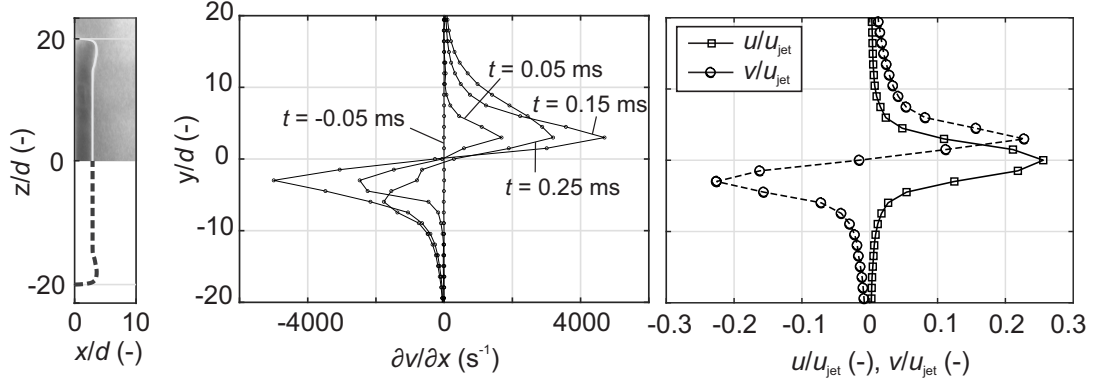 20
0
-20
z/d (-)
0
10
x/d (-)
20
10
0
-10
-20
y/d (-)
t = 0.05 ms
t = 0.15 ms
t = -0.05 ms
t = 0.25 ms
-4000
0
4000
∂v/∂x (s⁻¹)
u/u_jet
v/u_jet
-0.3
-0.2
-0.1
0
0.1
0.2
0.3
u/u_jet (-), v/u_jet (-)